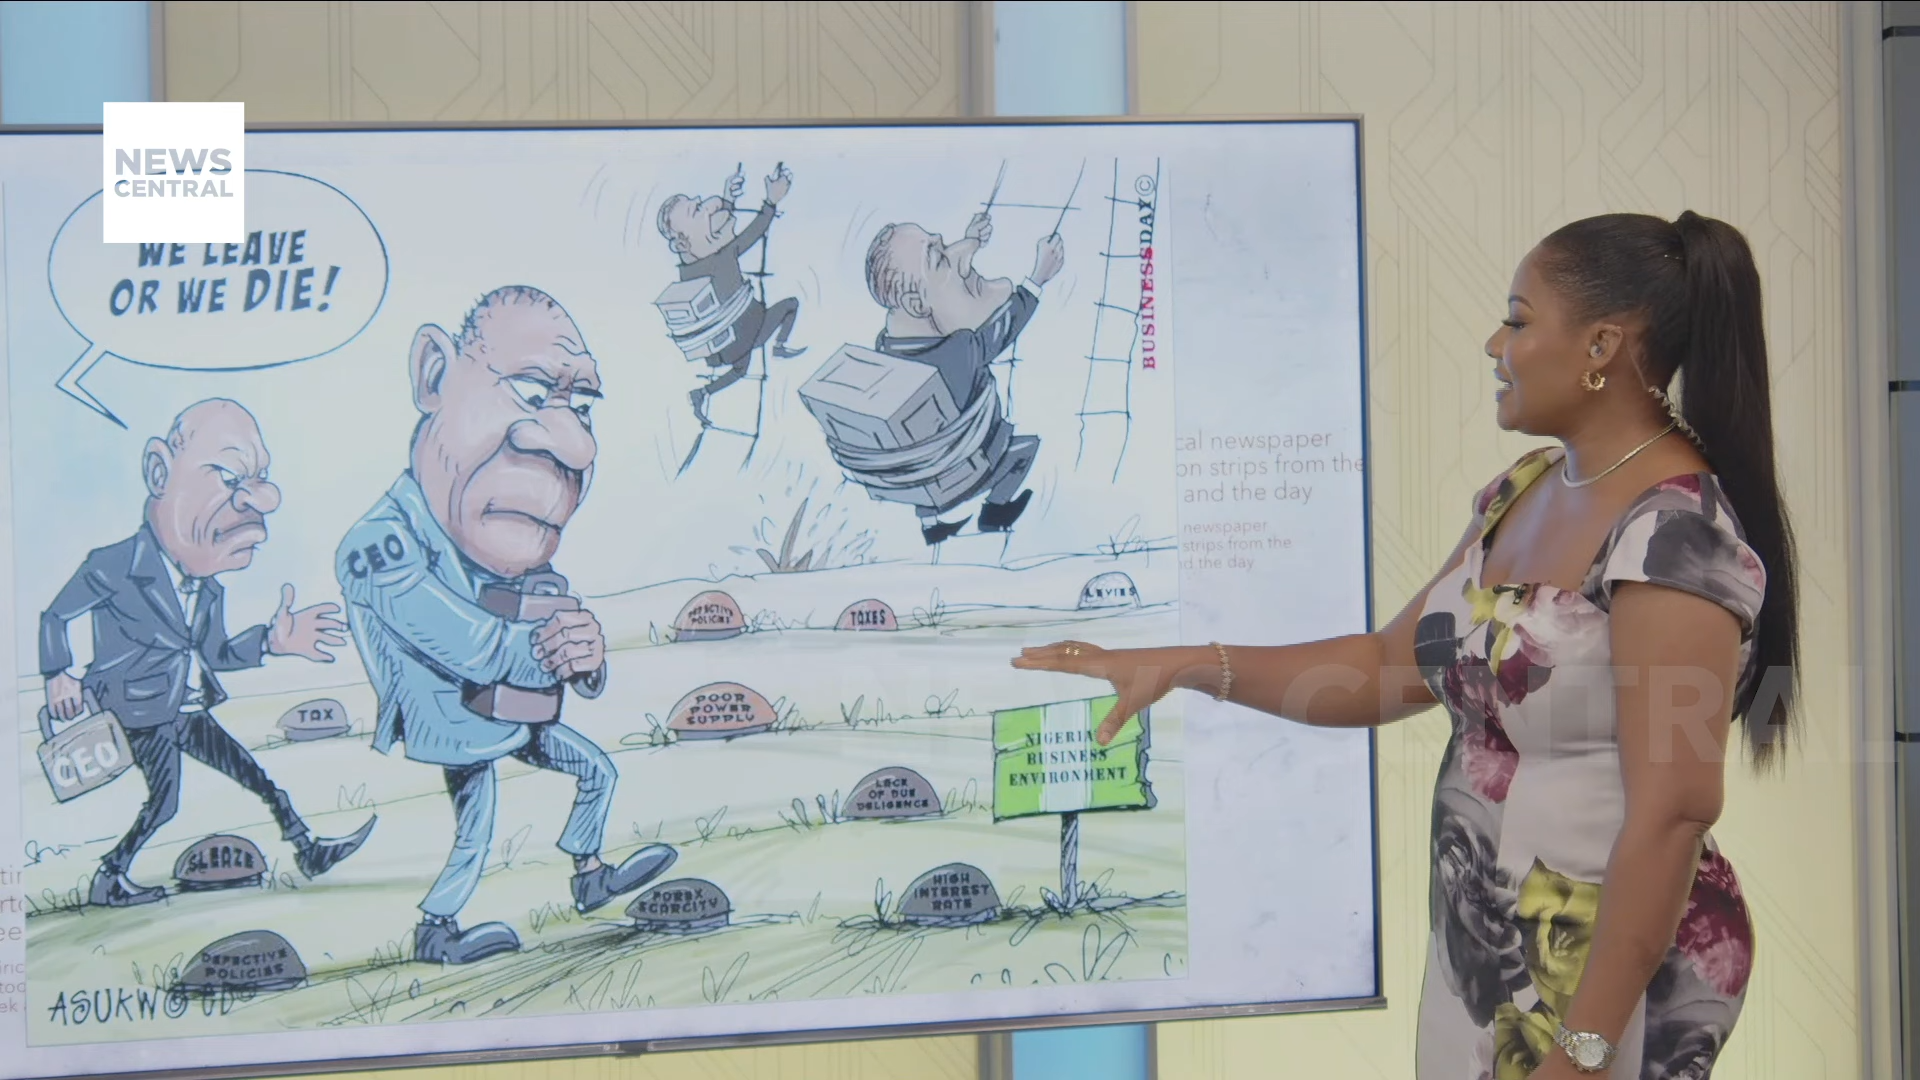 NEWS
CENTRAL
WE LEAVE
OR WE DIE!
BUSINESSDAY©
CEO
CEO
DEFECTIVE
POLICIES
TAXES
LEVIES
TAX
POOR
POWER
SUPPLY
LACK
OF DUE
DELIGENCE
NIGERIA
BUSINESS
ENVIRONMENT
SLEAZE
FOREX
SCARCITY
HIGH
INTEREST
RATE
DEFECTIVE
POLICIES
ASUKWO
cal newspaper
on strips from the
and the day
newspaper
strips from the
d the day
NEWS CENTRAL